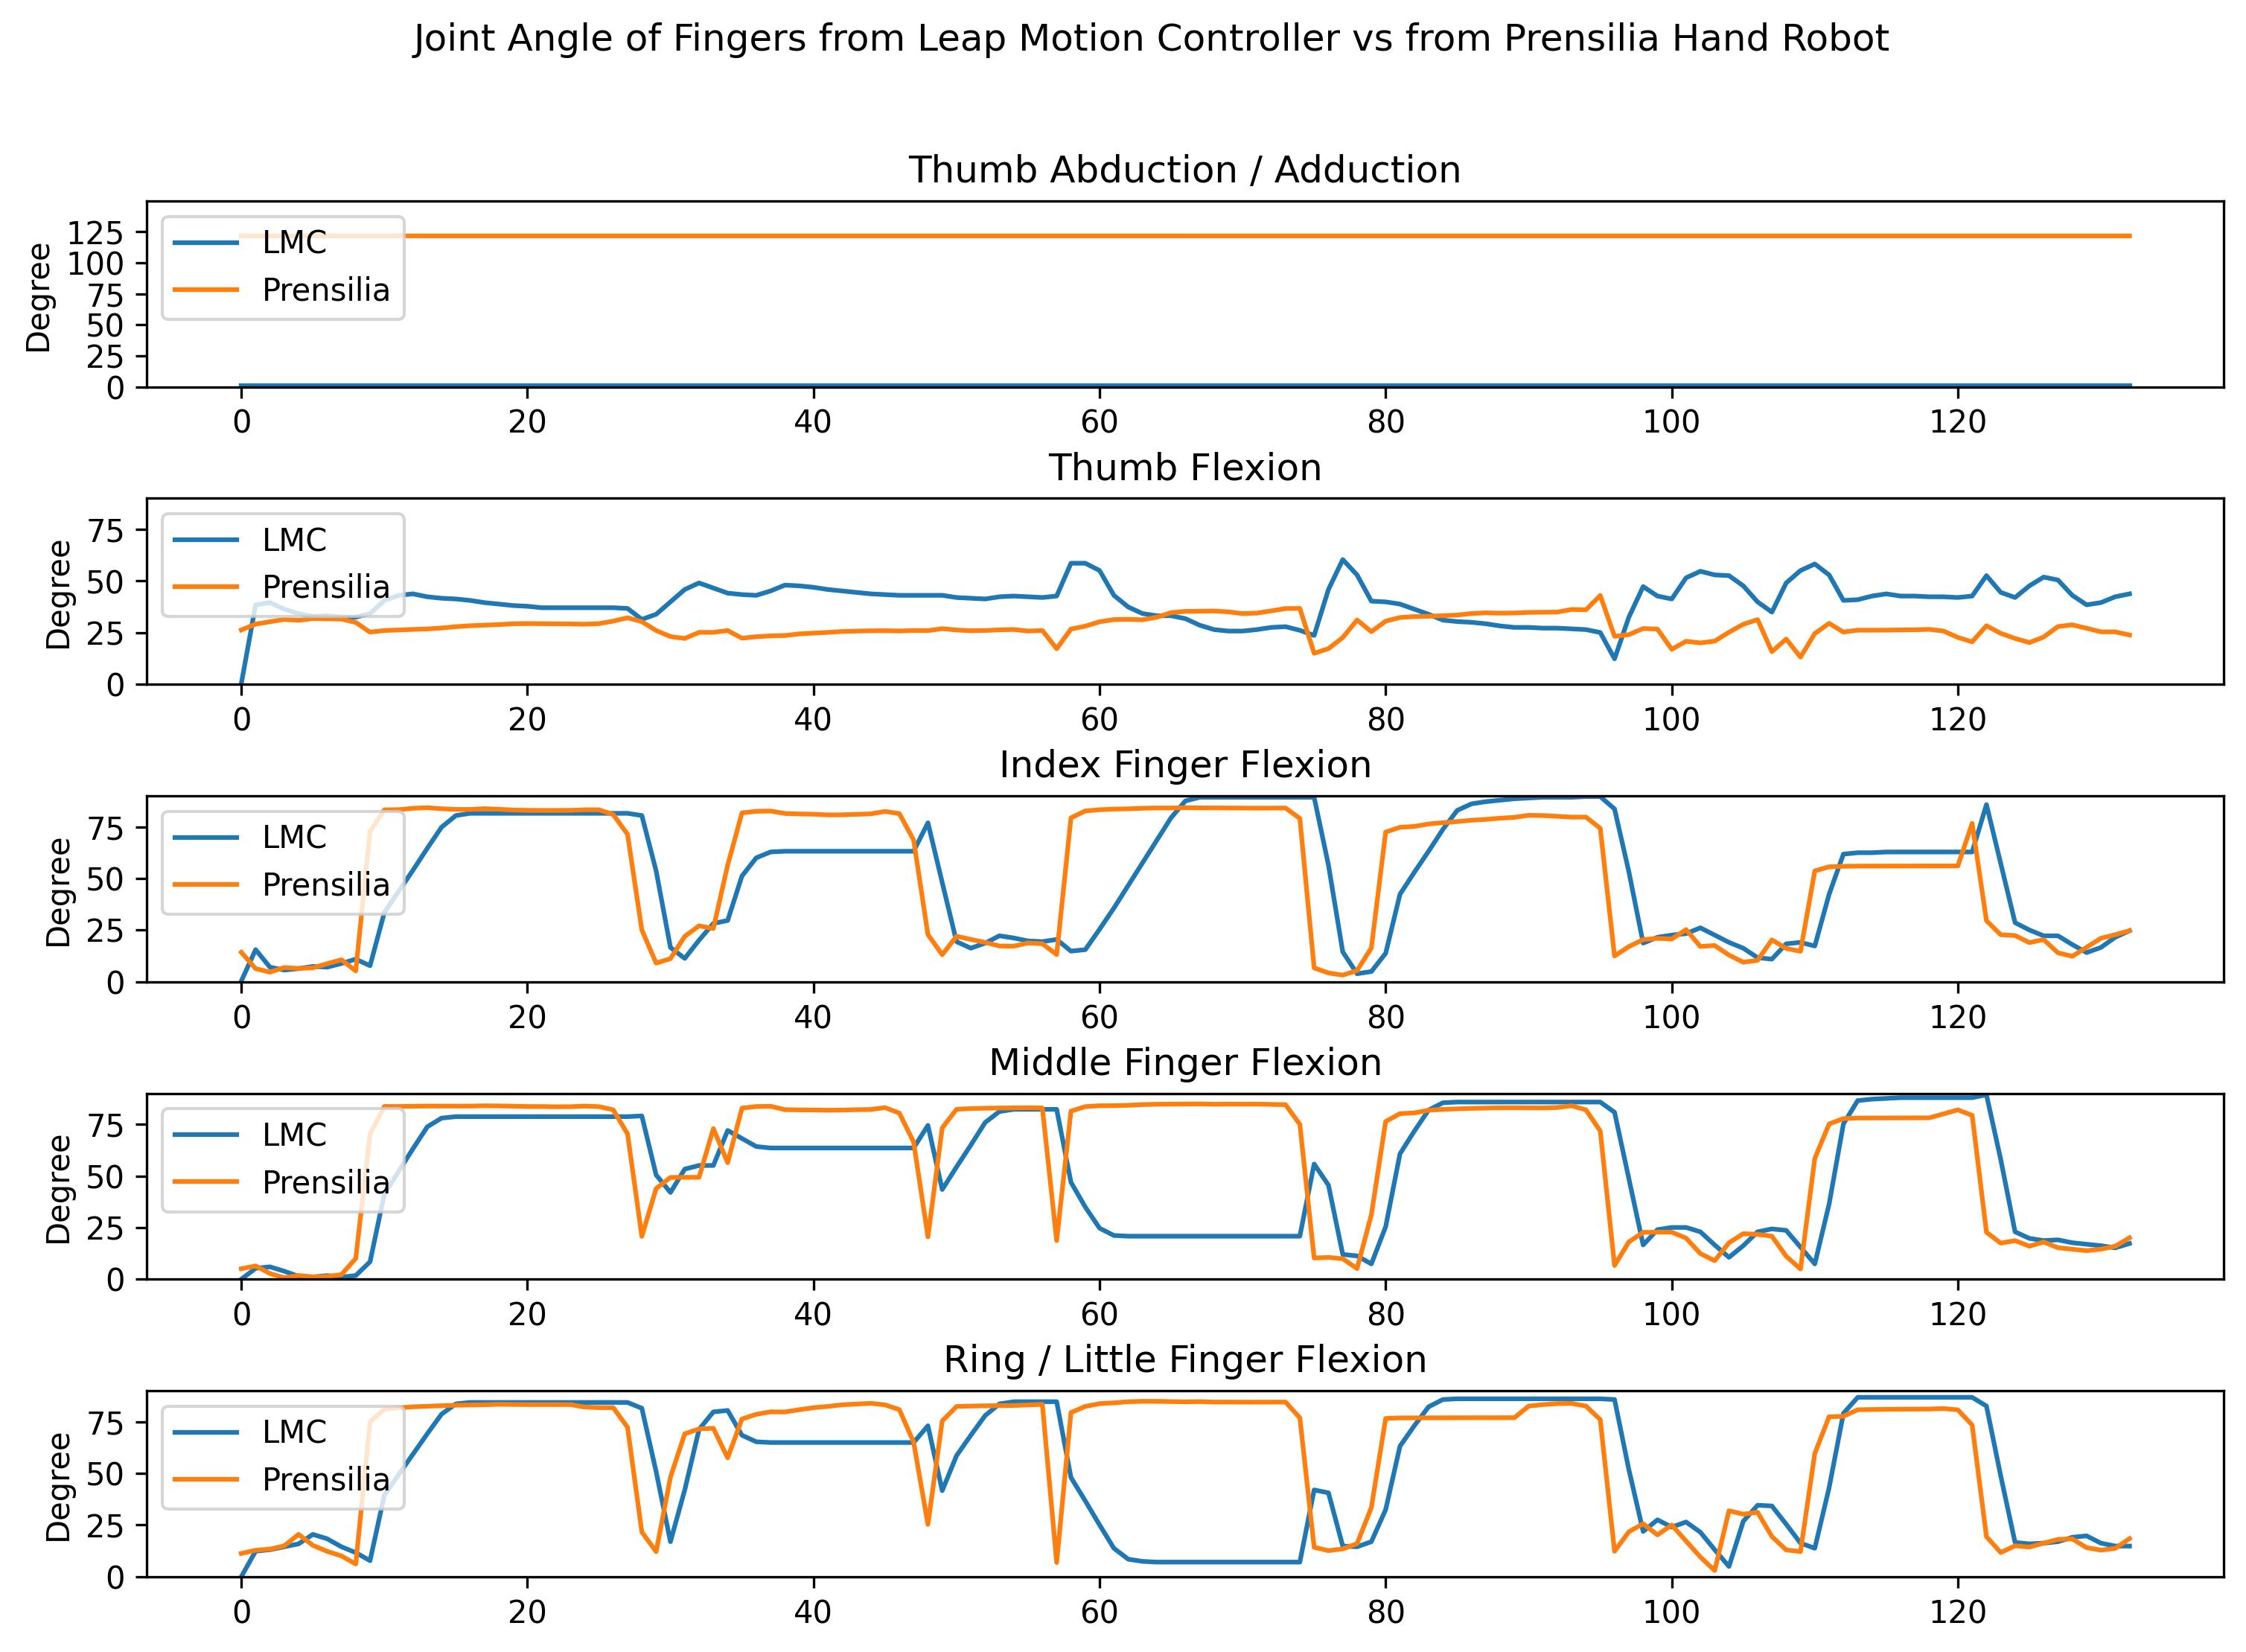 Joint Angle of Fingers from Leap Motion Controller vs from Prensilia Hand Robot
Thumb Abduction / Adduction
Degree
125
100
75
50
25
0
LMC
Prensilia
0 20 40 60 80 100 120
Thumb Flexion
Degree
75
50
25
0
LMC
Prensilia
0 20 40 60 80 100 120
Index Finger Flexion
Degree
75
50
25
0
LMC
Prensilia
0 20 40 60 80 100 120
Middle Finger Flexion
Degree
75
50
25
0
LMC
Prensilia
0 20 40 60 80 100 120
Ring / Little Finger Flexion
Degree
75
50
25
0
LMC
Prensilia
0 20 40 60 80 100 120